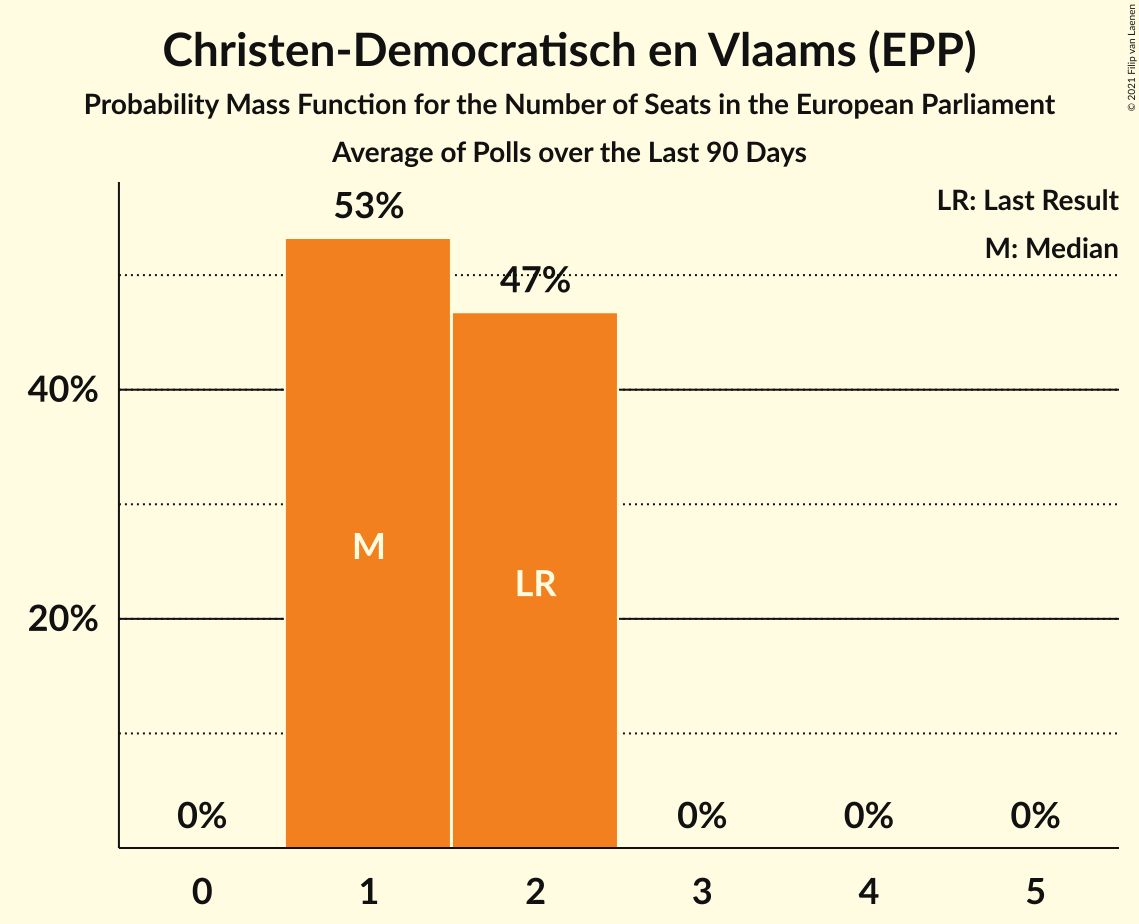 Christen-Democratisch en Vlaams (EPP)
Probability Mass Function for the Number of Seats in the European Parliament
Average of Polls over the Last 90 Days
© 2021 Filip van Laenen
LR: Last Result
M: Median
53%
47%
40%
20%
M
LR
0%
0%
0%
0%
0
1
2
3
4
5